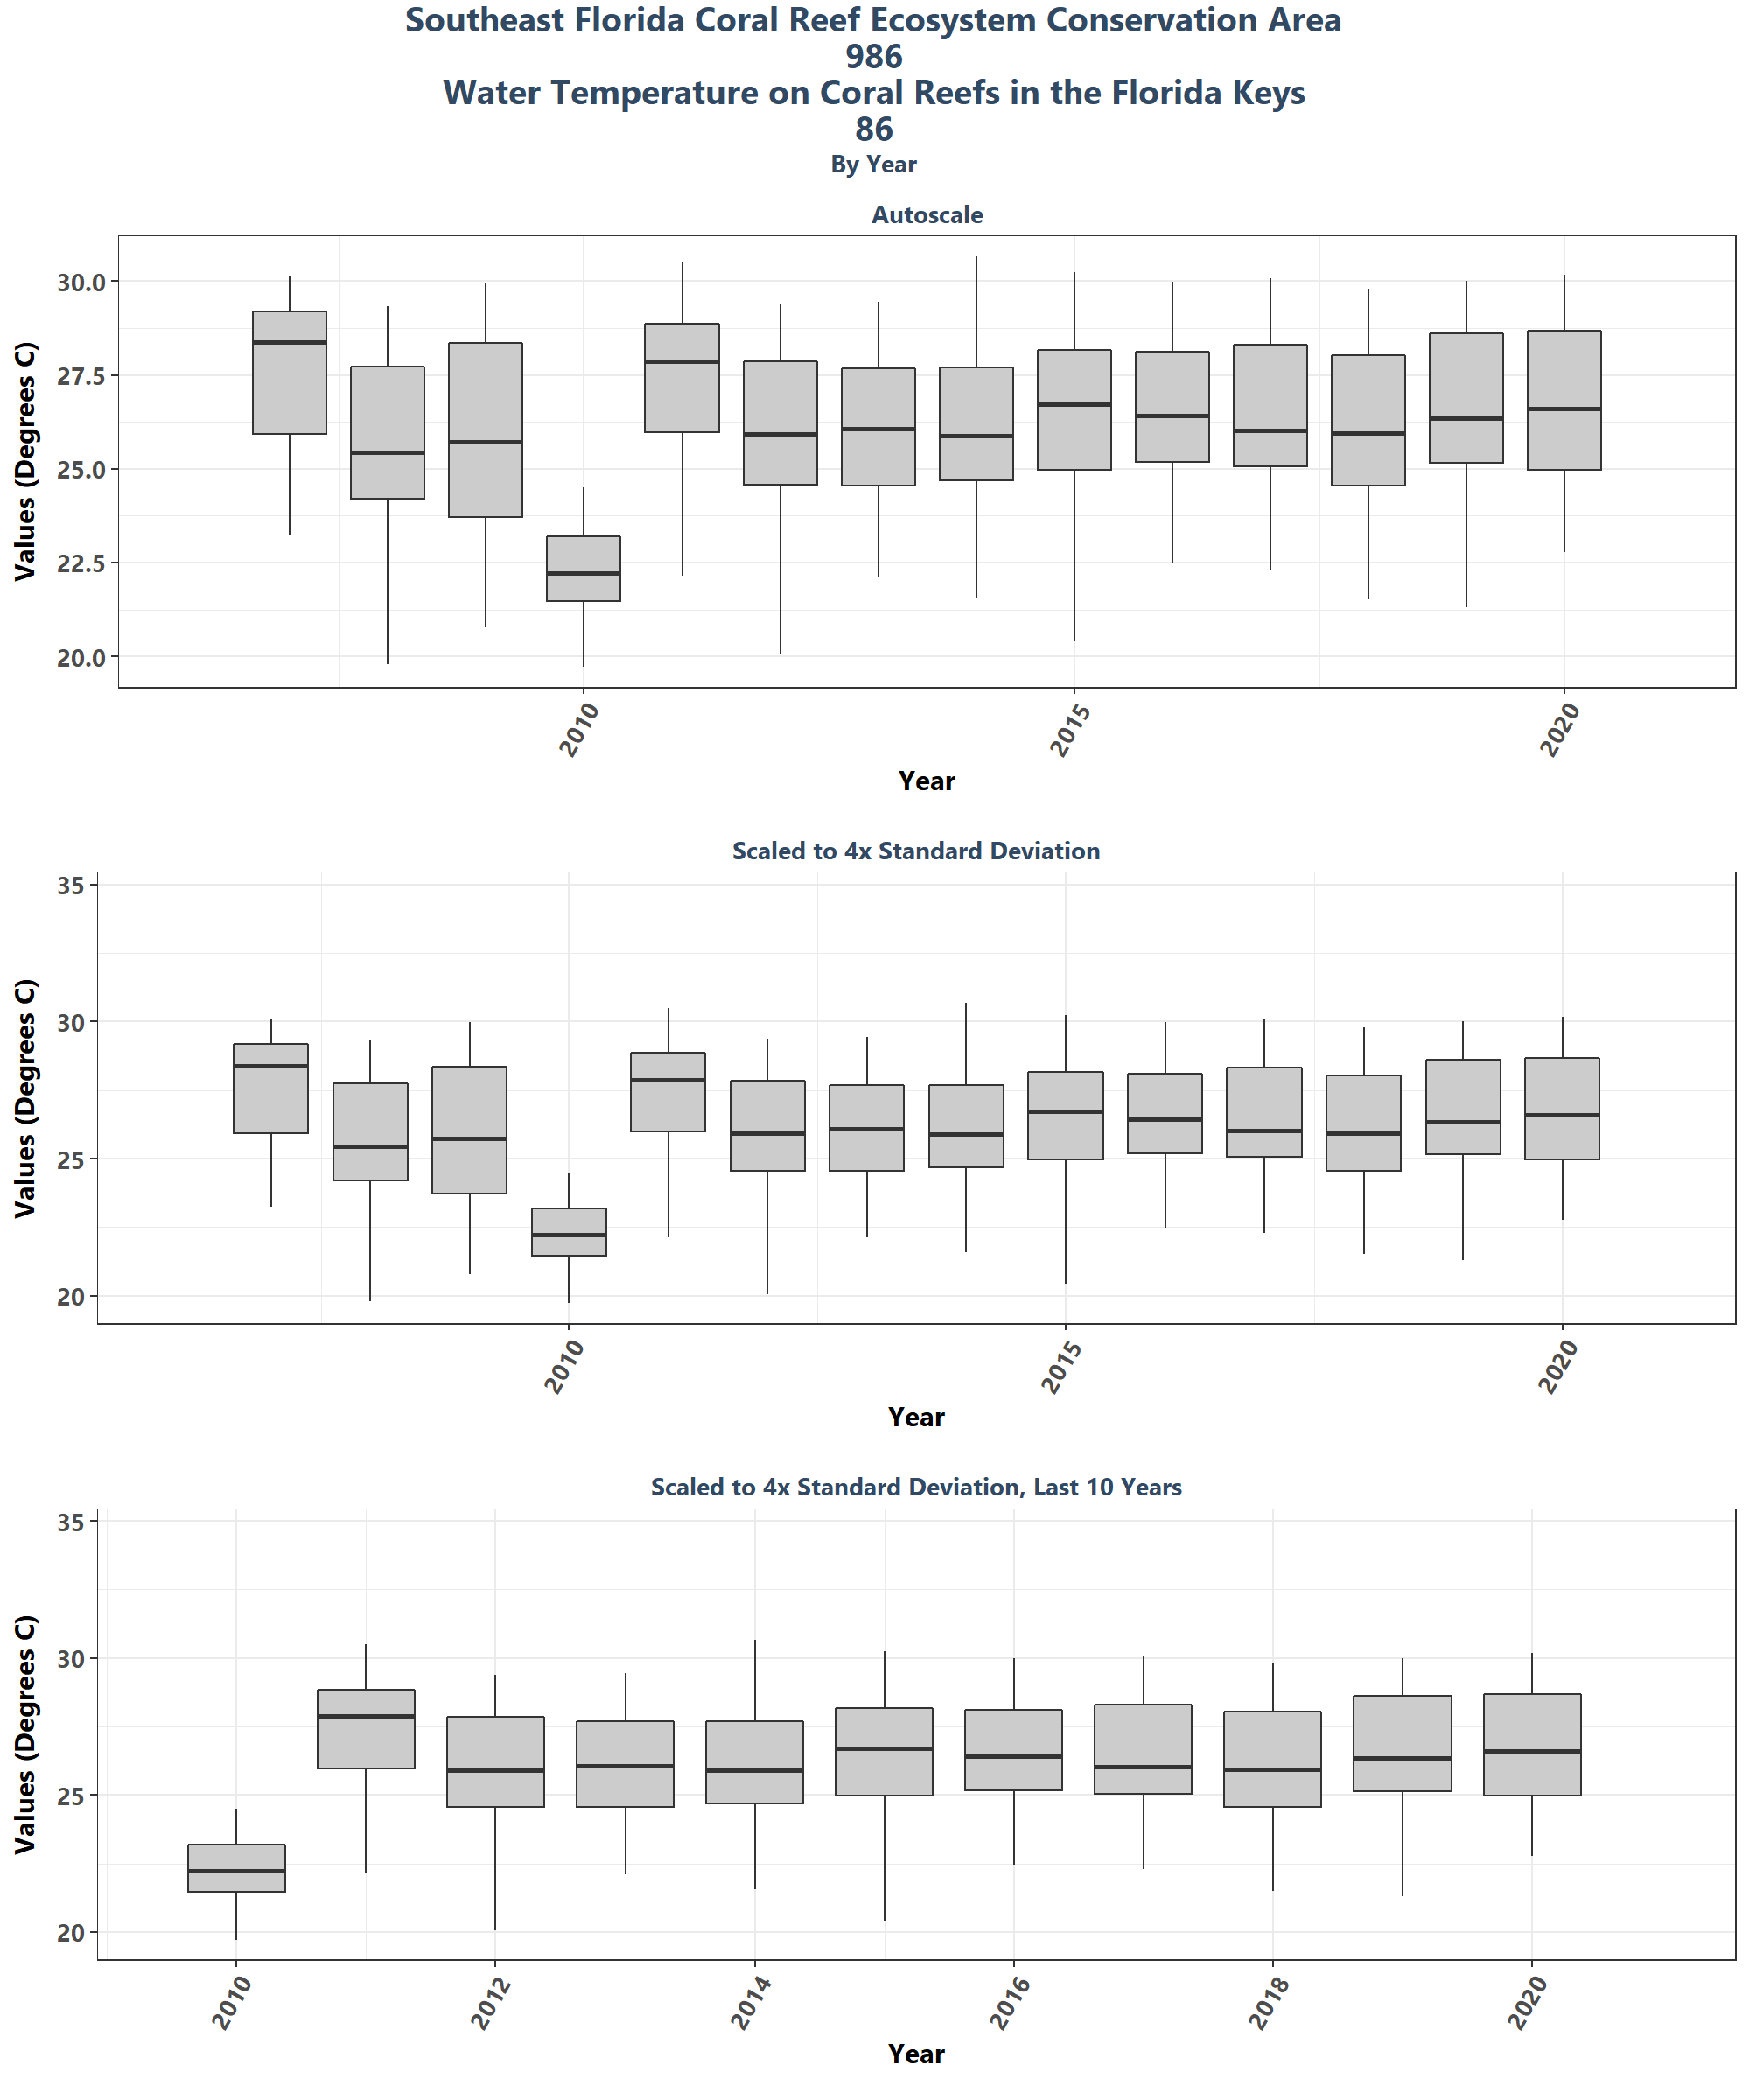 Southeast Florida Coral Reef Ecosystem Conservation Area
986
Water Temperature on Coral Reefs in the Florida Keys
86
By Year
Autoscale
Values (Degrees C)
30.0
27.5
25.0
22.5
20.0
2010
2015
2020
Year
Scaled to 4x Standard Deviation
Values (Degrees C)
35
30
25
20
2010
2015
2020
Year
Scaled to 4x Standard Deviation, Last 10 Years
Values (Degrees C)
35
30
25
20
2010
2012
2014
2016
2018
2020
Year